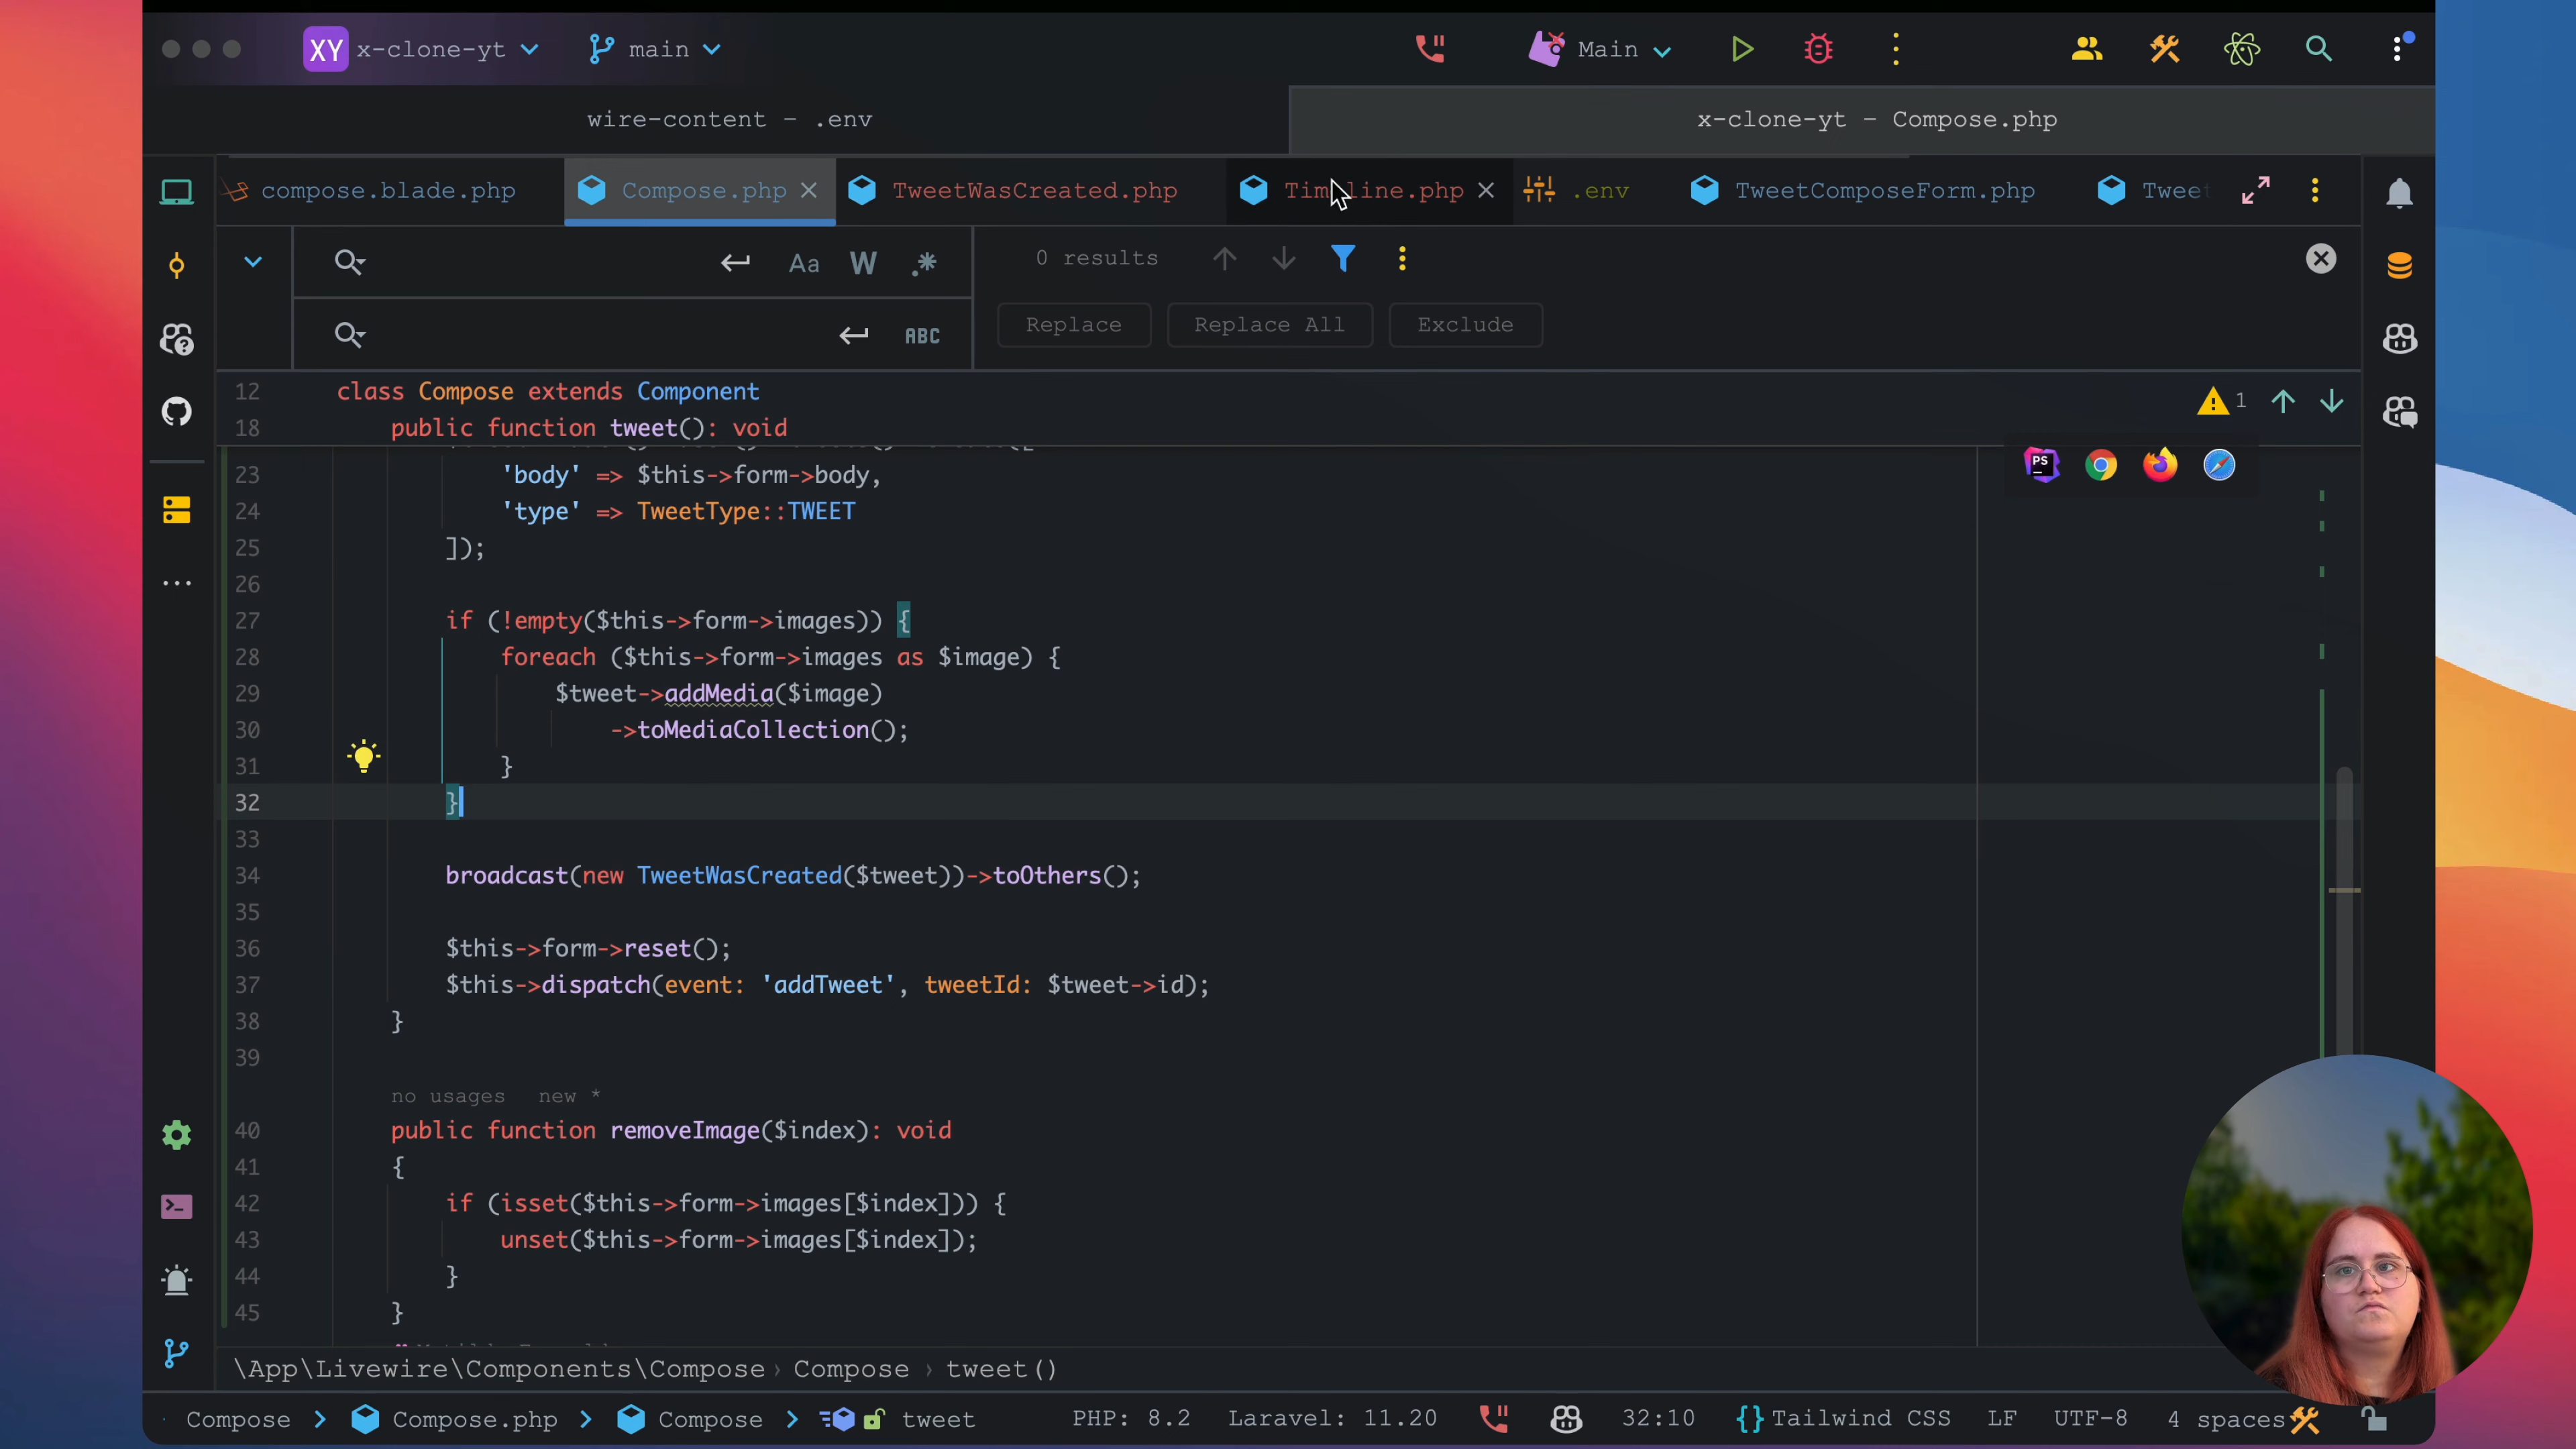 XY x-clone-yt main Main
wire-content – .env x-clone-yt – Compose.php
compose.blade.php Compose.php TweetWasCreated.php Timeline.php .env TweetComposeForm.php Tweet
Aa W .* 0 results
ABC Replace Replace All Exclude
12 class Compose extends Component 1
18 public function tweet(): void
23 'body' => $this->form->body,
24 'type' => TweetType::TWEET
25 ]);
26
27 if (!empty($this->form->images)) {
28 foreach ($this->form->images as $image) {
29 $tweet->addMedia($image)
30 ->toMediaCollection();
31 }
32 }
33
34 broadcast(new TweetWasCreated($tweet))->toOthers();
35
36 $this->form->reset();
37 $this->dispatch(event: 'addTweet', tweetId: $tweet->id);
38 }
39
no usages new *
40 public function removeImage($index): void
41 {
42 if (isset($this->form->images[$index])) {
43 unset($this->form->images[$index]);
44 }
45 }
\App\Livewire\Components\Compose › Compose › tweet()
Compose > Compose.php > Compose > tweet PHP: 8.2 Laravel: 11.20 32:10 {} Tailwind CSS LF UTF-8 4 spaces